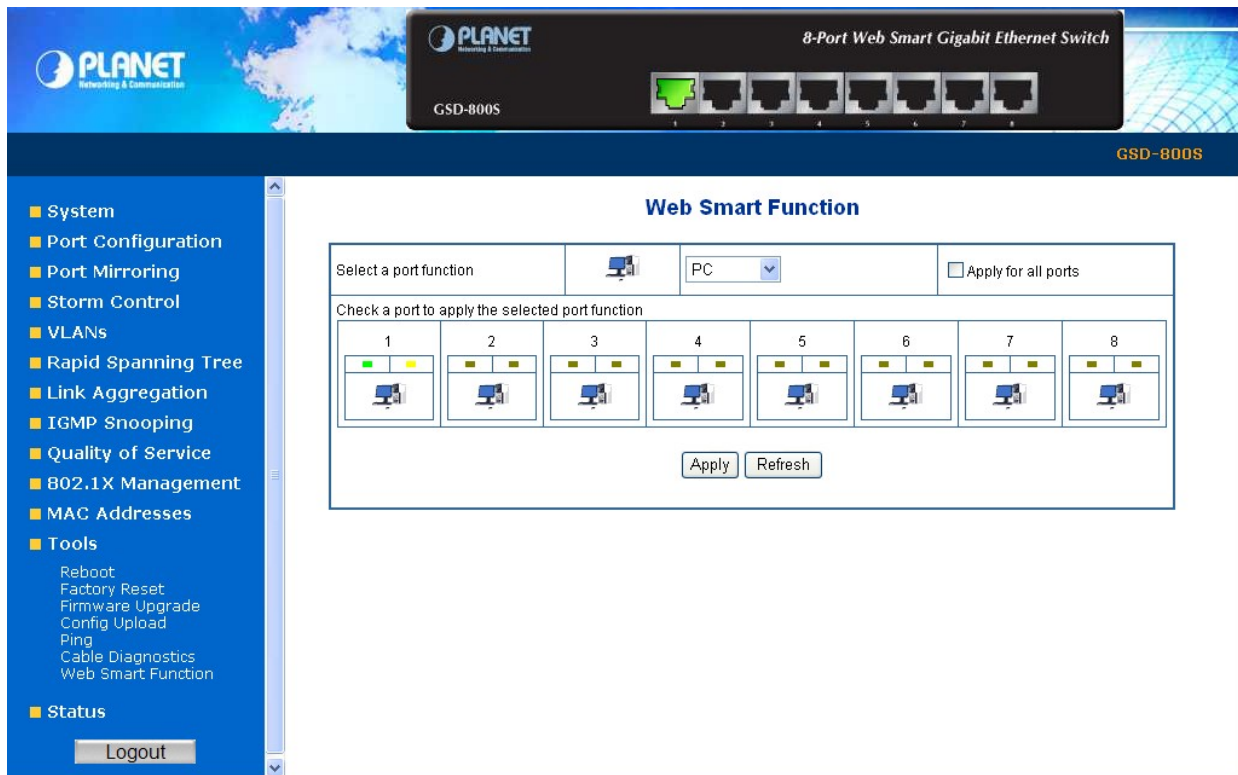 PLANET
Networking & Communication
PLANET
Networking & Communication
8-Port Web Smart Gigabit Ethernet Switch
GSD-800S
1 2 3 4 5 6 7 8
GSD-800S
System
Port Configuration
Port Mirroring
Storm Control
VLANs
Rapid Spanning Tree
Link Aggregation
IGMP Snooping
Quality of Service
802.1X Management
MAC Addresses
Tools
Reboot
Factory Reset
Firmware Upgrade
Config Upload
Ping
Cable Diagnostics
Web Smart Function
Status
Logout
Web Smart Function
Select a port function PC Apply for all ports
Check a port to apply the selected port function
1 2 3 4 5 6 7 8
Apply Refresh